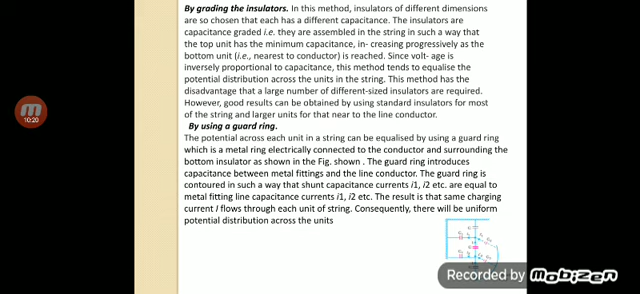 By grading the insulators. In this method, insulators of different dimensions
are so chosen that each has a different capacitance. The insulators are
capacitance graded i.e. they are assembled in the string in such a way that
the top unit has the minimum capacitance, in- creasing progressively as the
bottom unit (i.e., nearest to conductor) is reached. Since volt- age is
inversely proportional to capacitance, this method tends to equalise the
potential distribution across the units in the string. This method has the
disadvantage that a large number of different-sized insulators are required.
However, good results can be obtained by using standard insulators for most
of the string and larger units for that near to the line conductor.
By using a guard ring.
The potential across each unit in a string can be equalised by using a guard ring
which is a metal ring electrically connected to the conductor and surrounding the
bottom insulator as shown in the Fig. shown . The guard ring introduces
capacitance between metal fittings and the line conductor. The guard ring is
contoured in such a way that shunt capacitance currents i1, i2 etc. are equal to
metal fitting line capacitance currents i1, i2 etc. The result is that same charging
current I flows through each unit of string. Consequently, there will be uniform
potential distribution across the units
10:20
Recorded by Mobizen